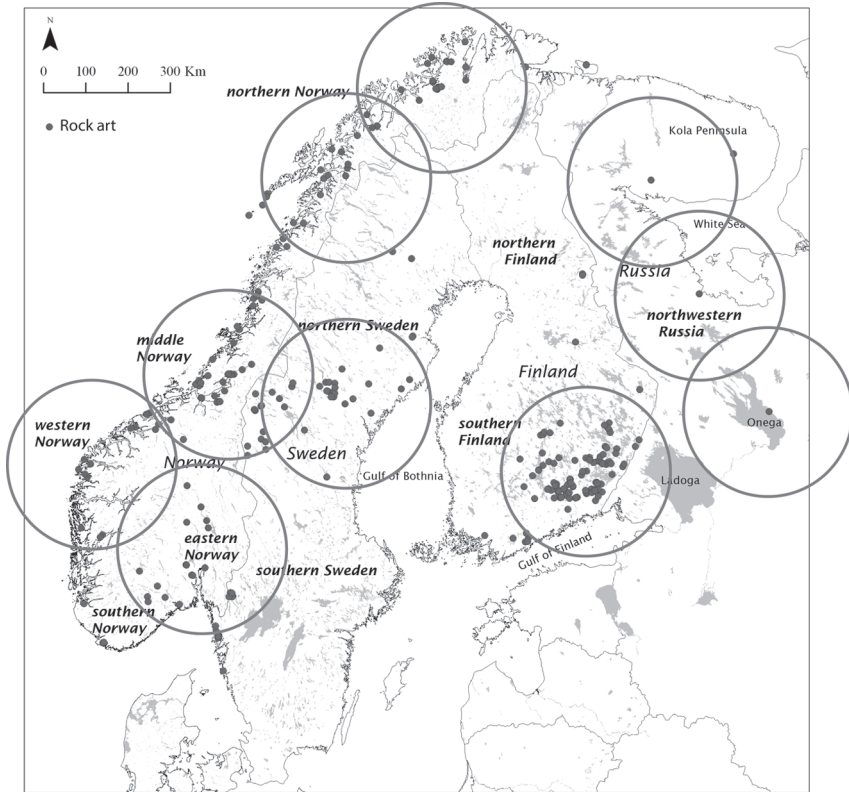 N
0 100 200 300 Km
Rock art
northern Norway
Kola Peninsula
White Sea
northern
Finland
Russia
northwestern
Russia
northern Sweden
middle
Norway
Finland
western
Norway
southern
Finland
Onega
Norway
Sweden
Gulf of Bothnia
Ladoga
eastern
Norway
Gulf of Finland
southern Sweden
southern
Norway